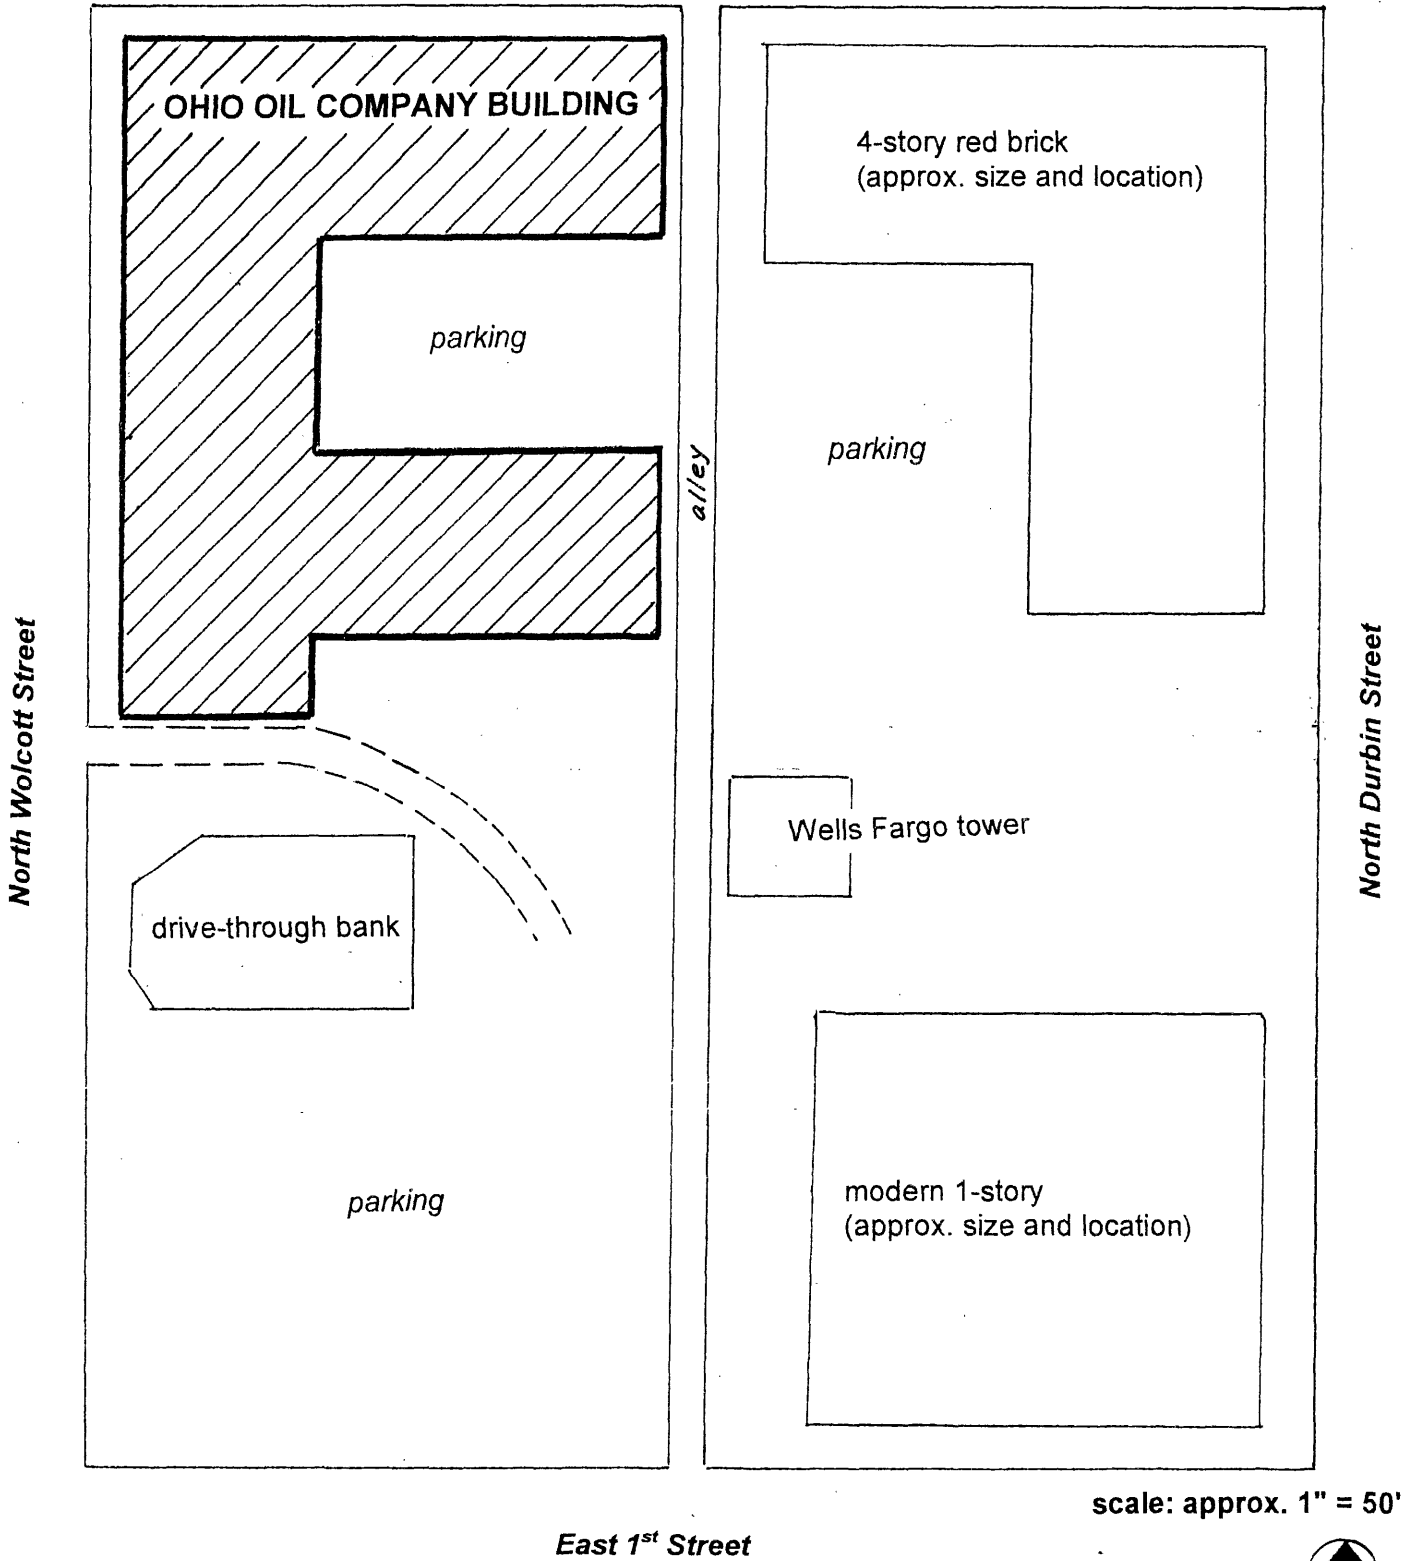 OHIO OIL COMPANY BUILDING
4-story red brick
(approx. size and location)
parking
parking
alley
North Wolcott Street
North Durbin Street
Wells Fargo tower
drive-through bank
parking
modern 1-story
(approx. size and location)
scale: approx. 1" = 50'
East 1st Street